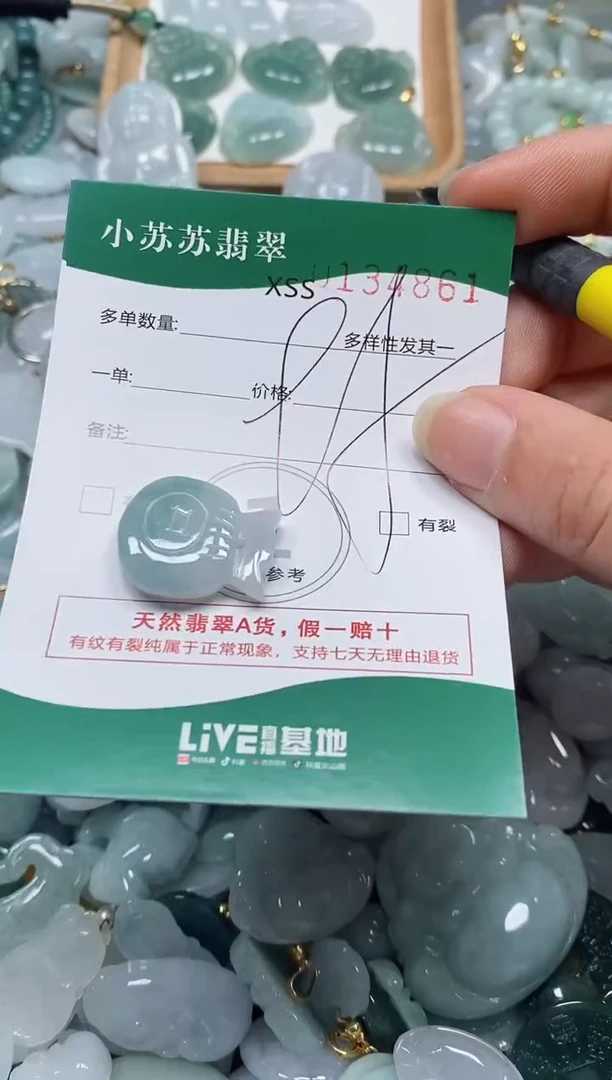 小苏苏翡翠
XSS 0134861
多单数量: 多样性发其一
一单: 价格:
备注:
有裂
参考
天然翡翠A货，假一赔十
有纹有裂纯属于正常现象，支持七天无理由退货
LiVE直播基地